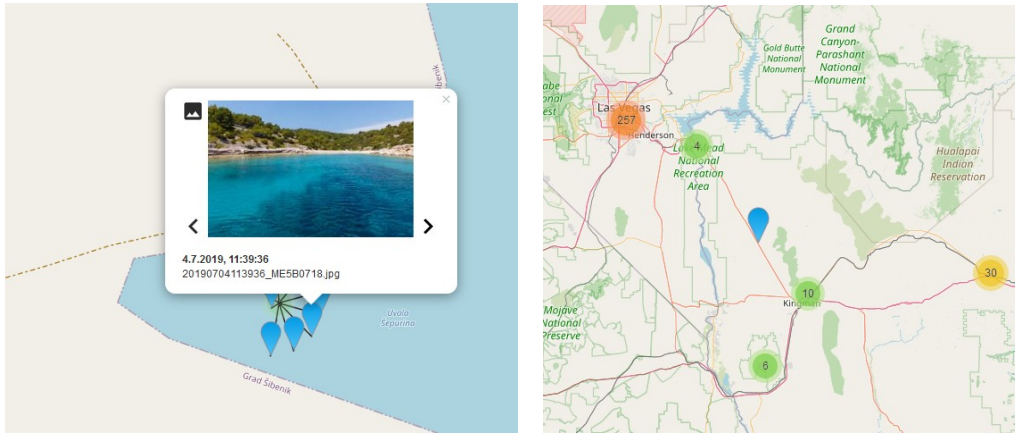 Šibenik
4.7.2019, 11:39:36
20190704113936_ME5B0718.jpg
Uvala
Sepurina
Grad Šibenik
Gold Butte
National
Monument
Grand
Canyon-
Parashant
National
Monument
Las Vegas
257
Henderson
4
Lake Mead
National
Recreation
Area
Hualapai
Indian
Reservation
30
10
Kingman
Mojave
National
Preserve
6